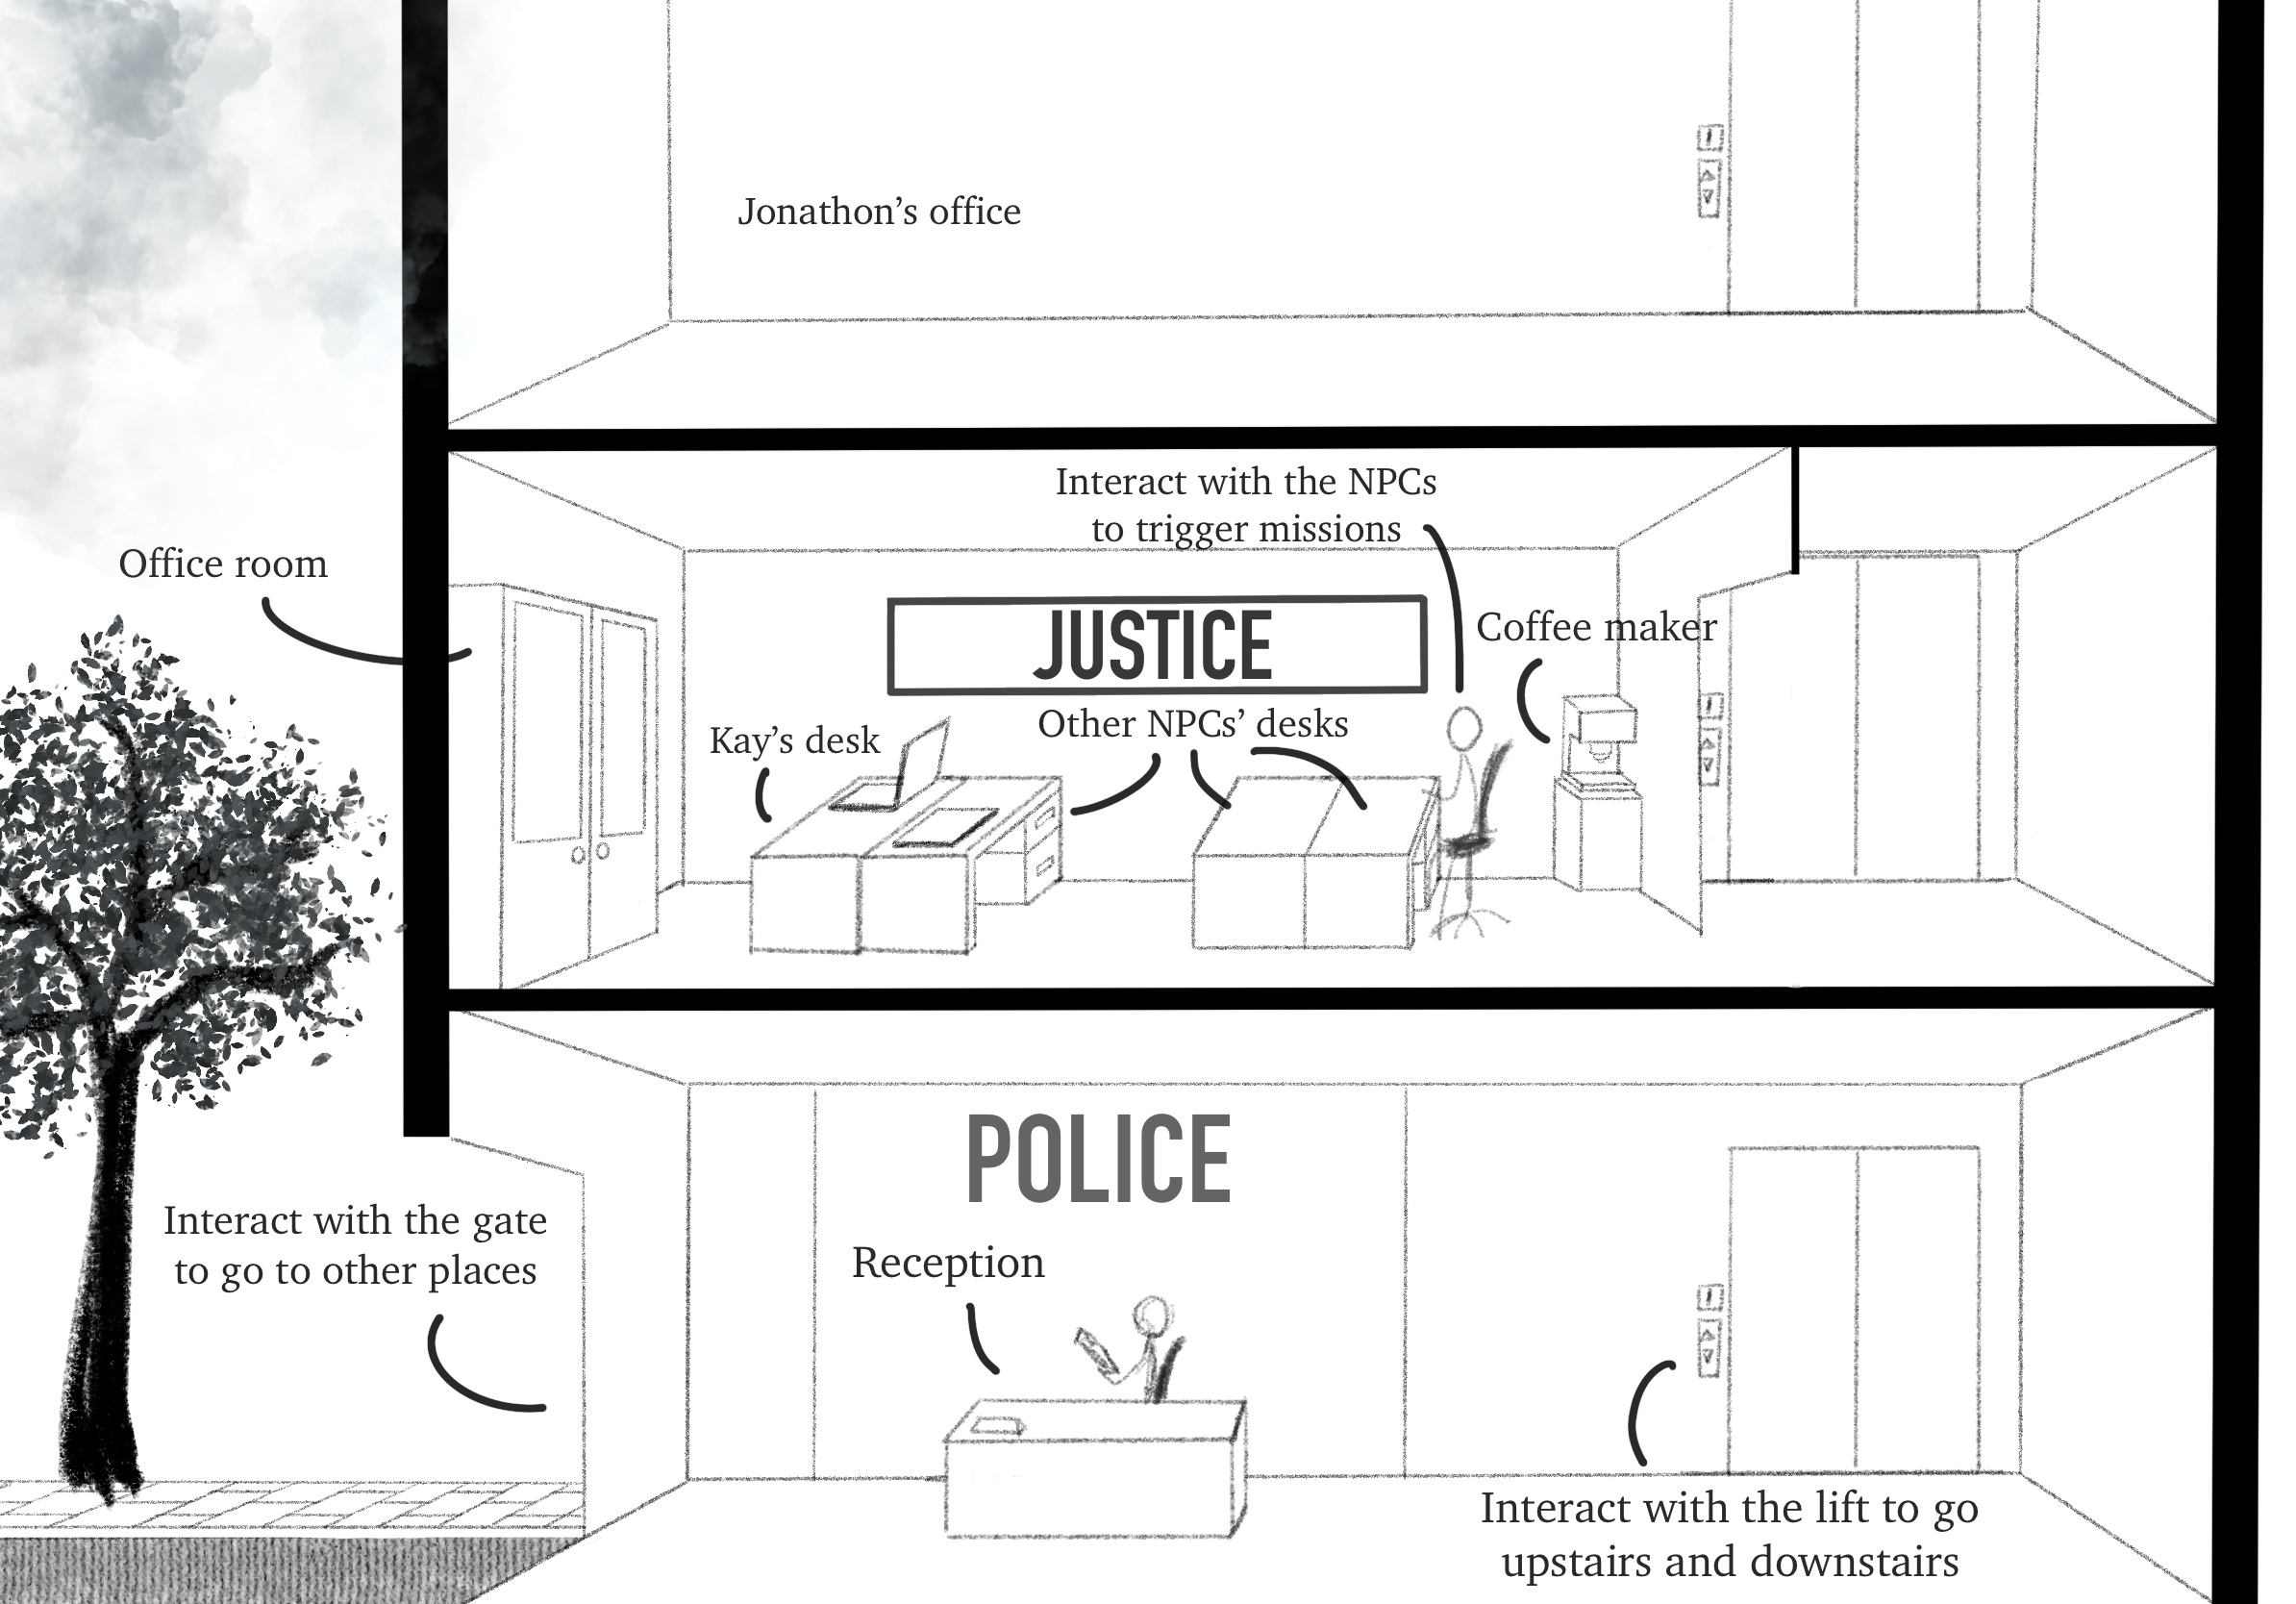 Jonathon’s office
Interact with the NPCs
to trigger missions
Office room
JUSTICE
Coffee maker
Kay’s desk
Other NPCs’ desks
POLICE
Interact with the gate
to go to other places
Reception
Interact with the lift to go
upstairs and downstairs